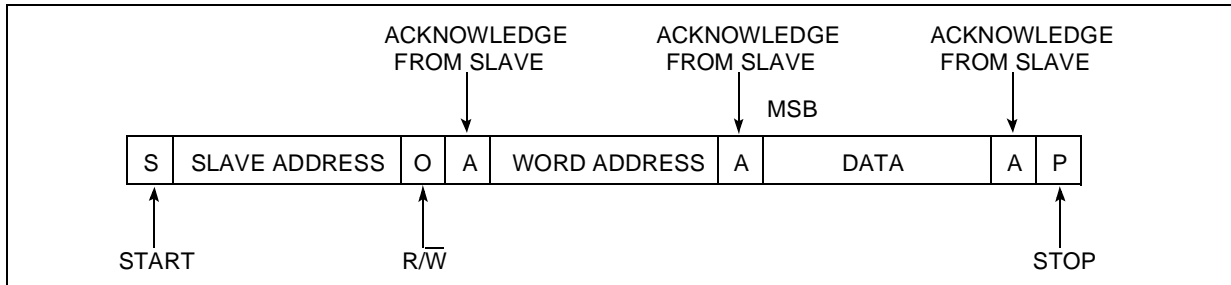 ACKNOWLEDGE
FROM SLAVE
ACKNOWLEDGE
FROM SLAVE
ACKNOWLEDGE
FROM SLAVE
MSB
S SLAVE ADDRESS O A WORD ADDRESS A DATA A P
START R/W̅ STOP